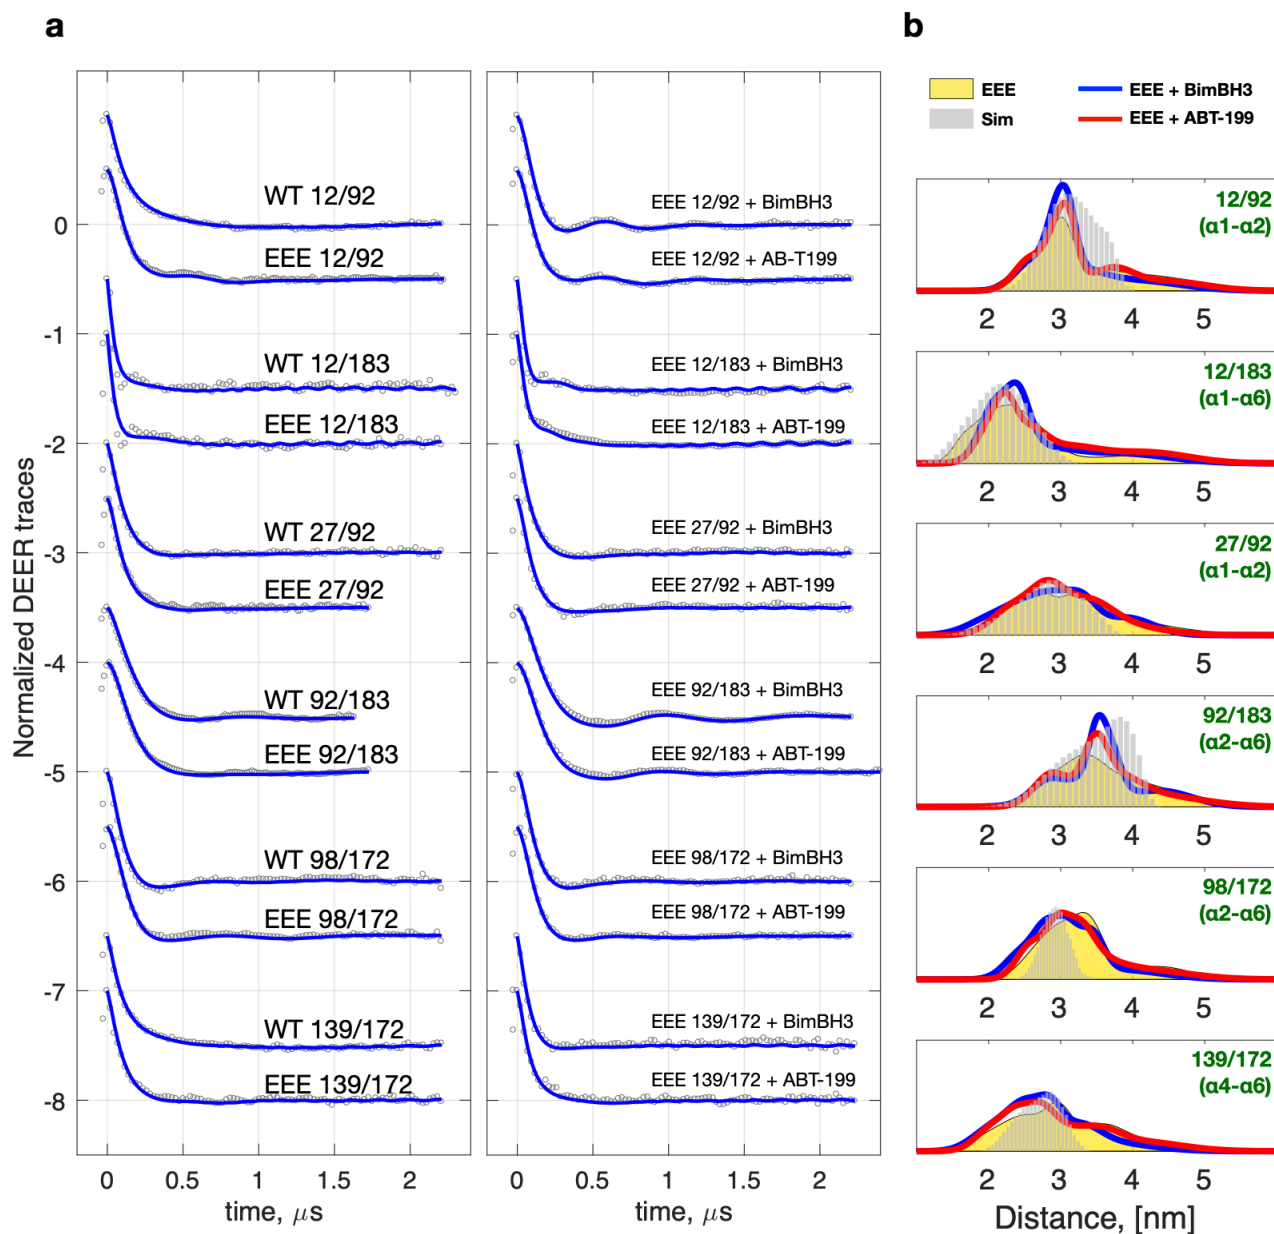 a
Normalized DEER traces
0
-1
-2
-3
-4
-5
-6
-7
-8
WT 12/92
EEE 12/92
WT 12/183
EEE 12/183
WT 27/92
EEE 27/92
WT 92/183
EEE 92/183
WT 98/172
EEE 98/172
WT 139/172
EEE 139/172
0 0.5 1 1.5 2
time, μs
EEE 12/92 + BimBH3
EEE 12/92 + AB-T199
EEE 12/183 + BimBH3
EEE 12/183 + ABT-199
EEE 27/92 + BimBH3
EEE 27/92 + ABT-199
EEE 92/183 + BimBH3
EEE 92/183 + ABT-199
EEE 98/172 + BimBH3
EEE 98/172 + ABT-199
EEE 139/172 + BimBH3
EEE 139/172 + ABT-199
0 0.5 1 1.5 2
time, μs
b
EEE EEE + BimBH3
Sim EEE + ABT-199
12/92
(α1-α2)
2 3 4 5
12/183
(α1-α6)
2 3 4 5
27/92
(α1-α2)
2 3 4 5
92/183
(α2-α6)
2 3 4 5
98/172
(α2-α6)
2 3 4 5
139/172
(α4-α6)
2 3 4 5
Distance, [nm]